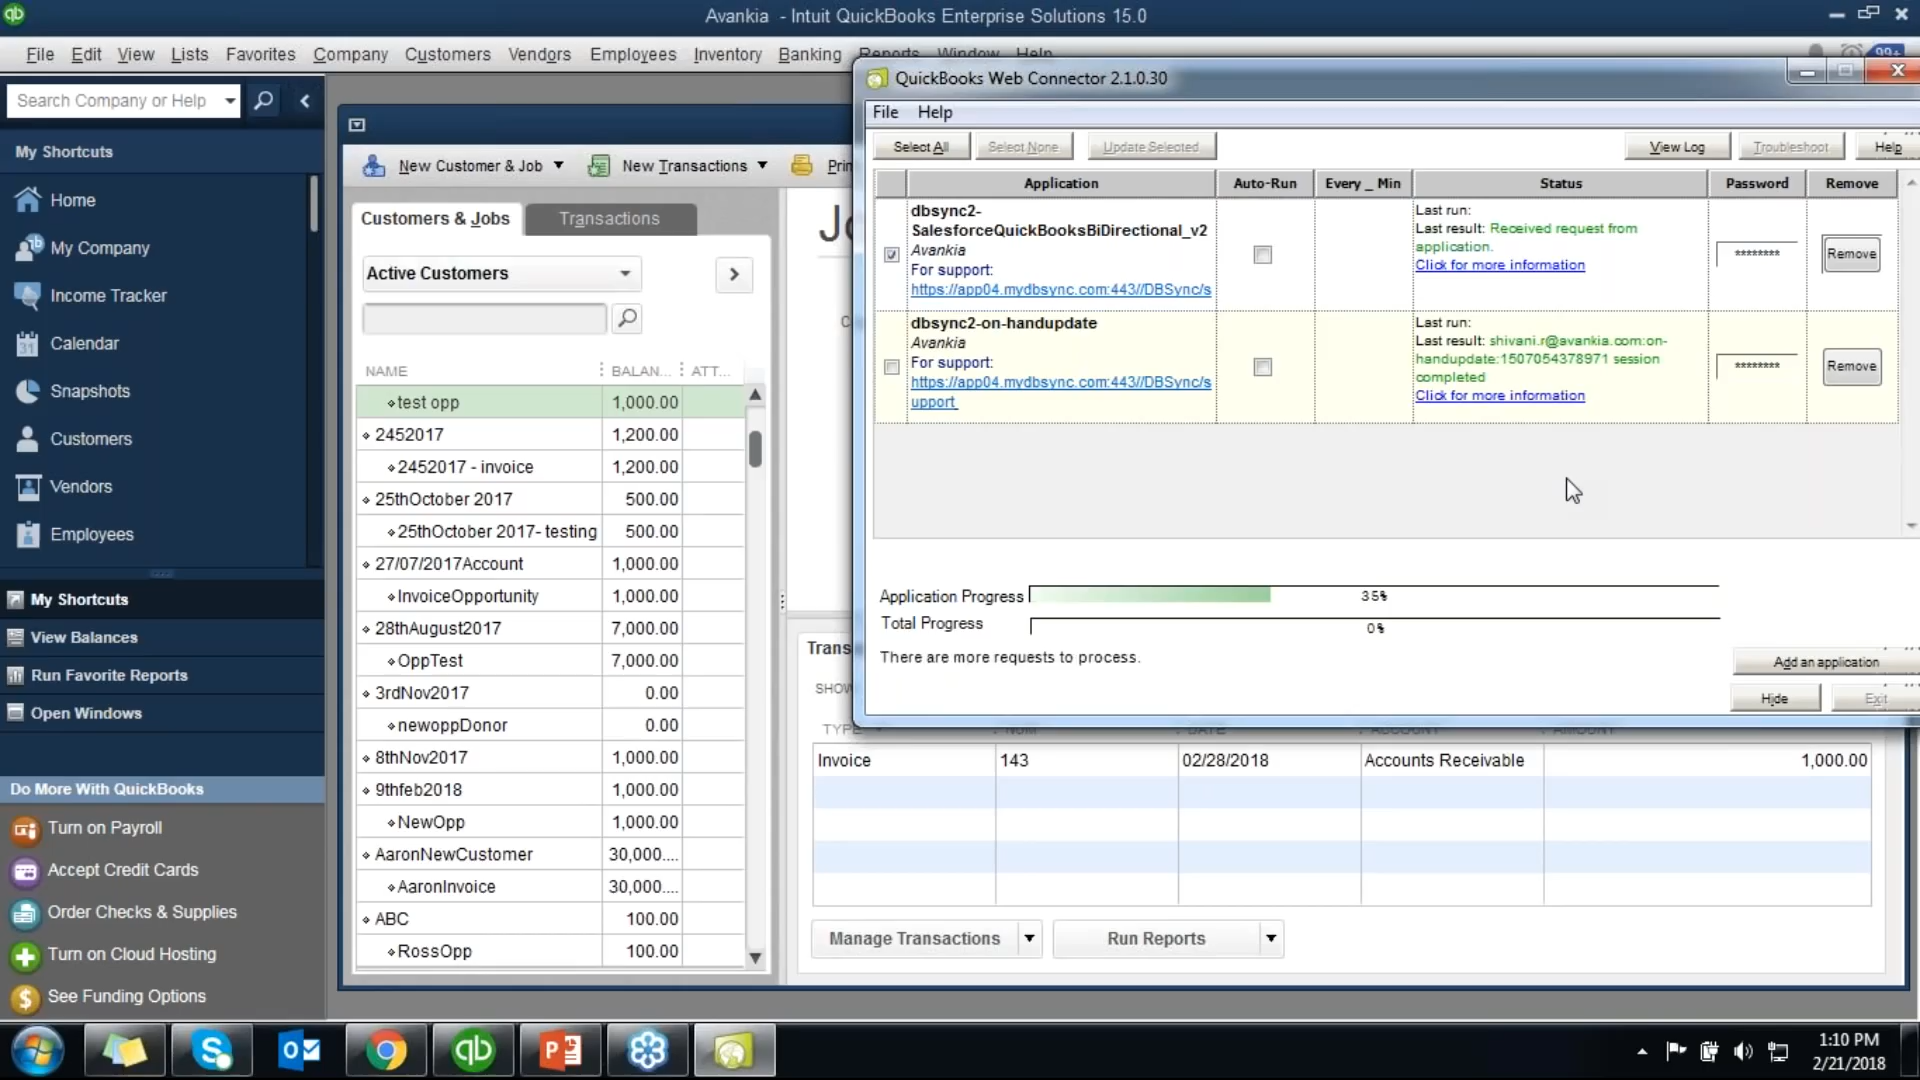 Avankia - Intuit QuickBooks Enterprise Solutions 15.0
File Edit View Lists Favorites Company Customers Vendors Employees Inventory Banking Reports Window Help
99+
Search Company or Help
My Shortcuts
Home
My Company
Income Tracker
Calendar
Snapshots
Customers
Vendors
Employees
My Shortcuts
View Balances
Run Favorite Reports
Open Windows
Do More With QuickBooks
Turn on Payroll
Accept Credit Cards
Order Checks & Supplies
Turn on Cloud Hosting
See Funding Options
New Customer & Job New Transactions
Customers & Jobs Transactions
Active Customers
NAME BALAN... ATT...
test opp 1,000.00
2452017 1,200.00
2452017 - invoice 1,200.00
25thOctober 2017 500.00
25thOctober 2017- testing 500.00
27/07/2017Account 1,000.00
InvoiceOpportunity 1,000.00
28thAugust2017 7,000.00
OppTest 7,000.00
3rdNov2017 0.00
newoppDonor 0.00
8thNov2017 1,000.00
9thfeb2018 1,000.00
NewOpp 1,000.00
AaronNewCustomer 30,000....
AaronInvoice 30,000....
ABC 100.00
RossOpp 100.00
QuickBooks Web Connector 2.1.0.30
File Help
Select All Select None Update Selected View Log Troubleshoot Help
Application Auto-Run Every _ Min Status Password Remove
dbsync2-
SalesforceQuickBooksBiDirectional_v2
Avankia
For support:
https://app04.mydbsync.com:443//DBSync/s
Last run:
Last result: Received request from
application.
Click for more information
********
Remove
dbsync2-on-handupdate
Avankia
For support:
https://app04.mydbsync.com:443//DBSync/s
upport
Last run:
Last result: shivani.r@avankia.com:on-
handupdate:1507054378971 session
completed
Click for more information
********
Remove
Application Progress 35%
Total Progress 0%
There are more requests to process.
Add an application
Hide Exit
Trans
SHOW
TYPE NUM DATE ACCOUNT AMOUNT
Invoice 143 02/28/2018 Accounts Receivable 1,000.00
Manage Transactions Run Reports
1:10 PM
2/21/2018